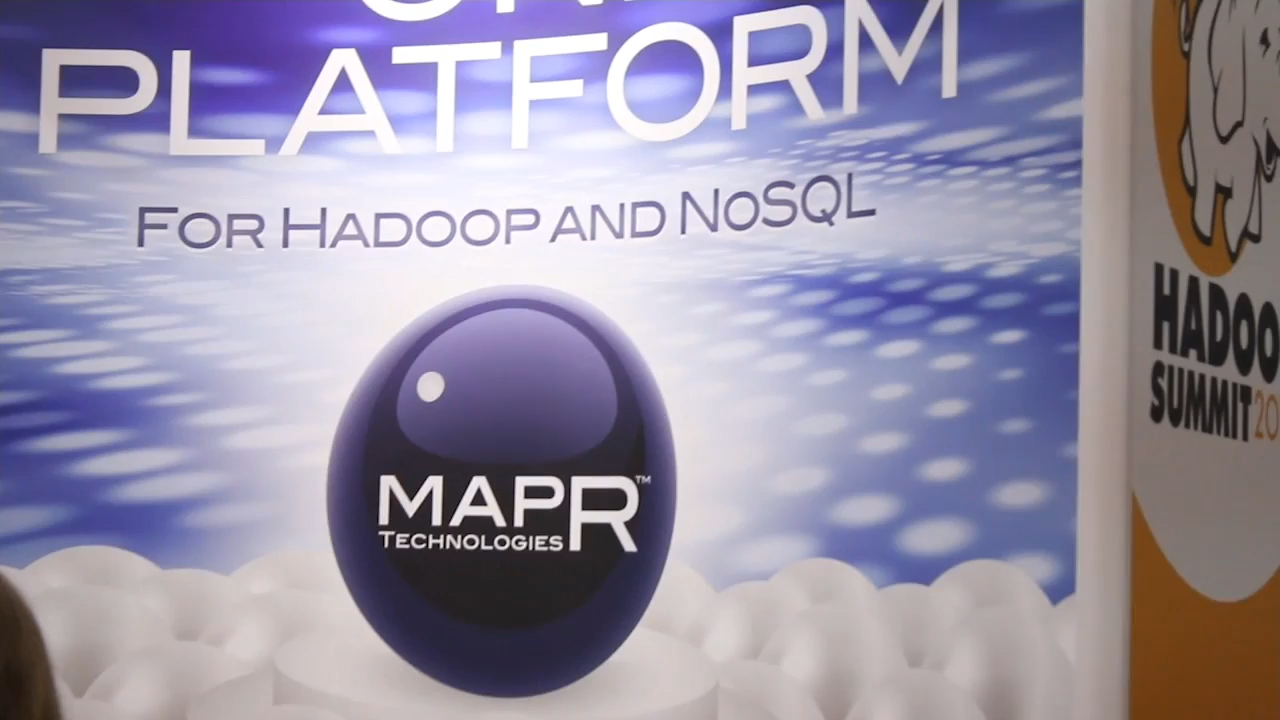 PLATFORM
FOR HADOOP AND NOSQL
MAPR™
TECHNOLOGIES
SUMMIT